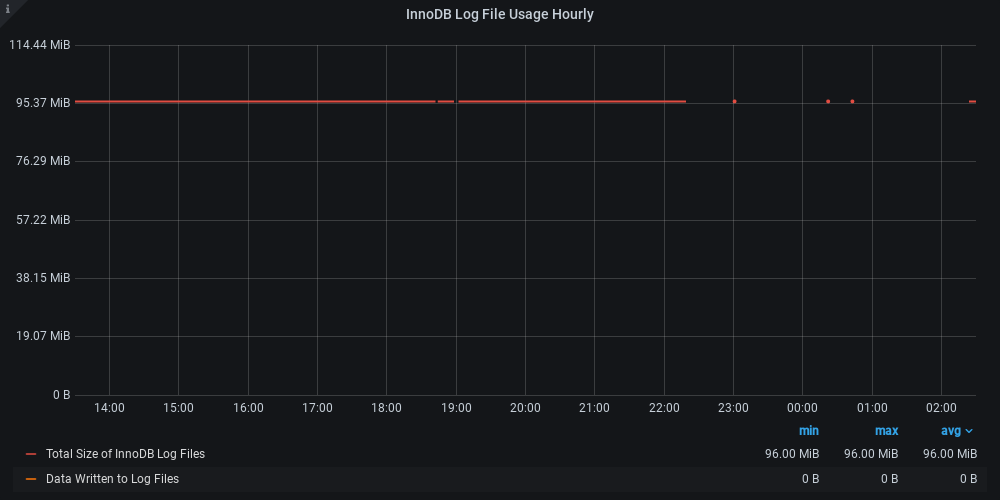 i
InnoDB Log File Usage Hourly
114.44 MiB
95.37 MiB
76.29 MiB
57.22 MiB
38.15 MiB
19.07 MiB
0 B
14:00 15:00 16:00 17:00 18:00 19:00 20:00 21:00 22:00 23:00 00:00 01:00 02:00
min max avg
Total Size of InnoDB Log Files 96.00 MiB 96.00 MiB 96.00 MiB
Data Written to Log Files 0 B 0 B 0 B